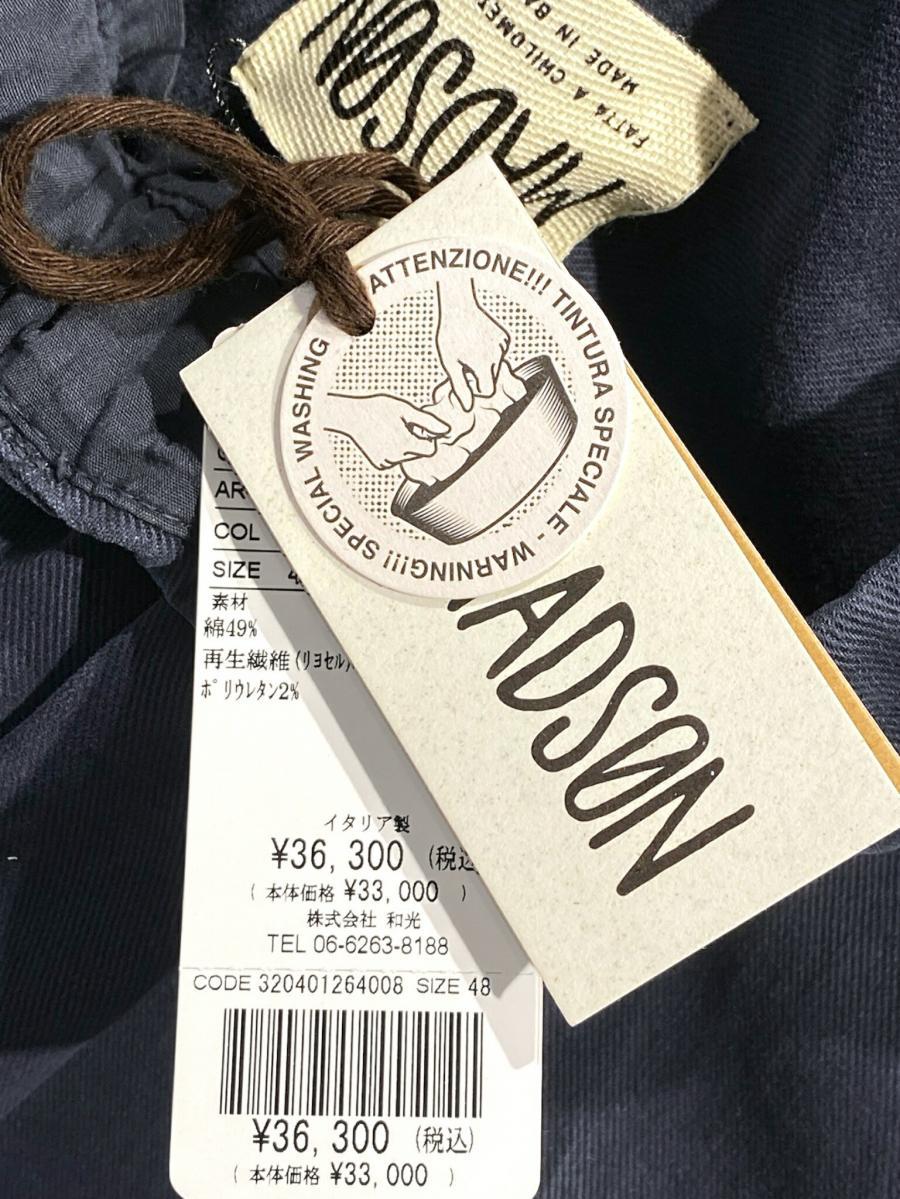 MADSON
FATTA A CHILOMET
MADE IN BA
ATTENZIONE!!! TINTURA SPECIALE - WARNING!!! SPECIAL WASHING
ADSON
AR
COL
SIZE
素材
綿49%
再生繊維(リヨセル)
ポリウレタン2%
イタリア製
¥36,300 (税込
( 本体価格 ¥33,000 )
株式会社 和光
TEL 06-6263-8188
CODE 320401264008 SIZE 48
¥36,300 (税込)
( 本体価格 ¥33,000 )